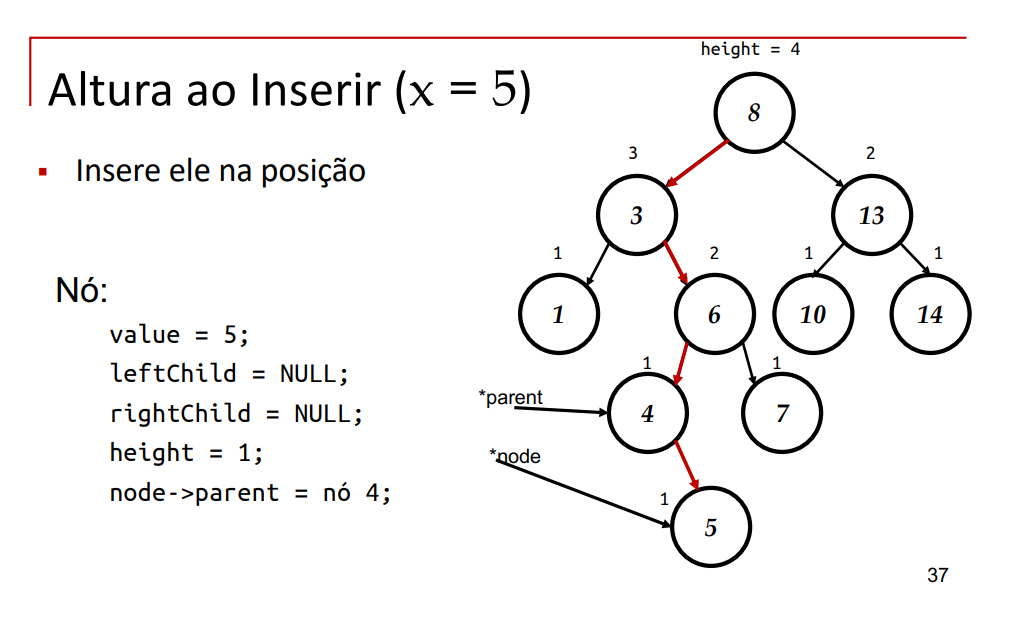 height = 4
Altura ao Inserir (x = 5)
▪ Insere ele na posição
Nó:
value = 5;
leftChild = NULL;
rightChild = NULL;
height = 1;
node->parent = nó 4;
8
3
2
3
13
1
2
1
1
1
6
10
14
1
1
*parent
4
7
*node
1
5
37